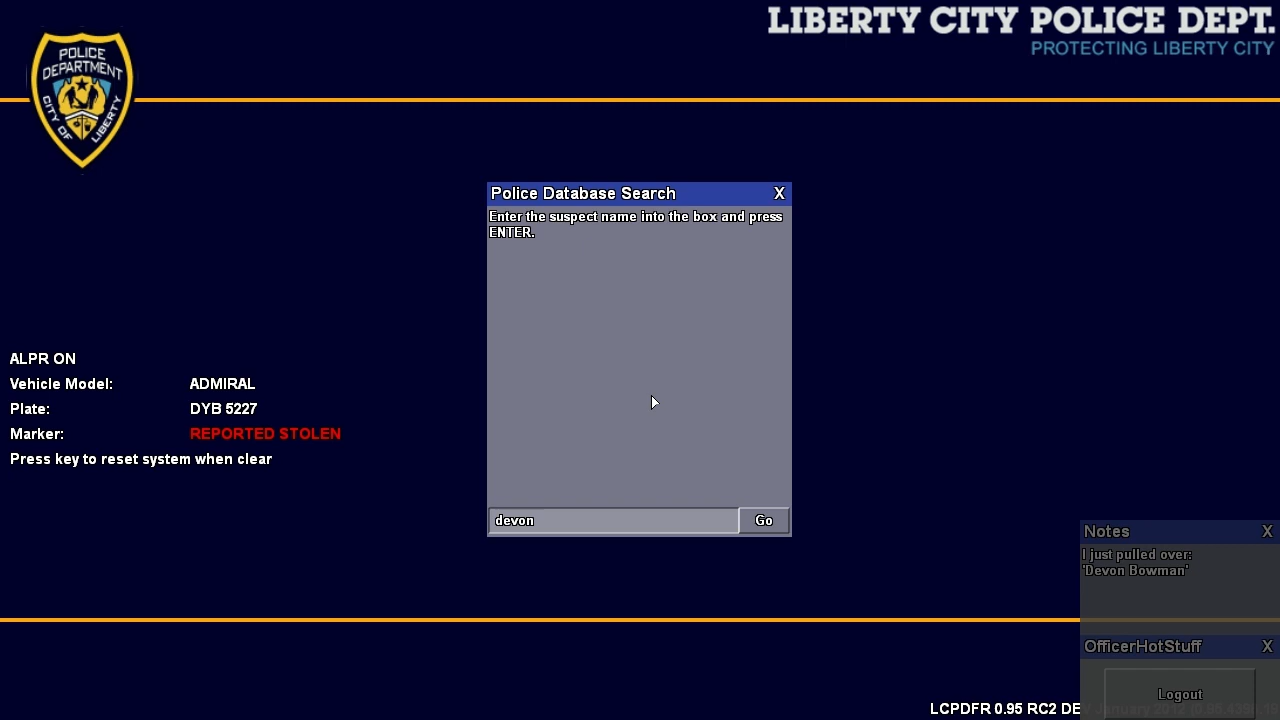 LIBERTY CITY POLICE DEPT.
PROTECTING LIBERTY CITY
POLICE
DEPARTMENT
CITY OF LIBERTY
Police Database Search X
Enter the suspect name into the box and press
ENTER.
ALPR ON
Vehicle Model: ADMIRAL
Plate: DYB 5227
Marker: REPORTED STOLEN
Press key to reset system when clear
devon Go
Notes X
I just pulled over:
'Devon Bowman'
OfficerHotStuff X
Logout
LCPDFR 0.95 RC2 DE